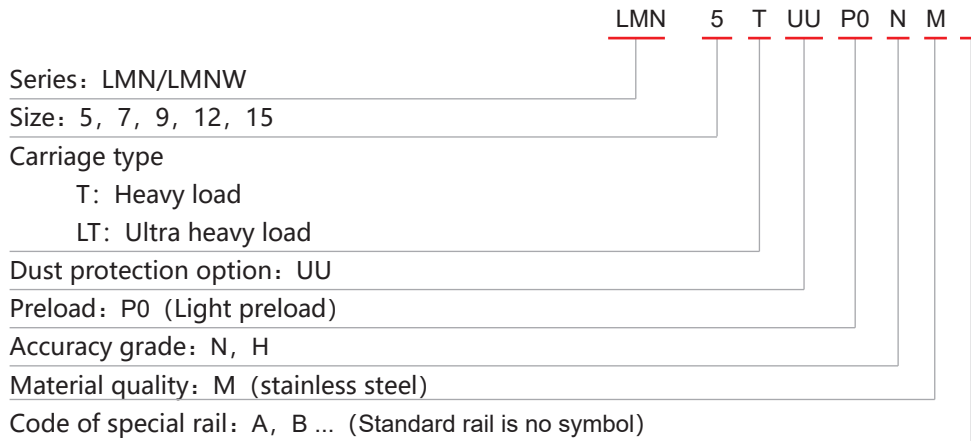 LMN 5 T UU P0 N M
Series：LMN/LMNW
Size：5，7，9，12，15
Carriage type
T：Heavy load
LT：Ultra heavy load
Dust protection option：UU
Preload：P0（Light preload）
Accuracy grade：N，H
Material quality：M（stainless steel）
Code of special rail：A，B ...（Standard rail is no symbol）